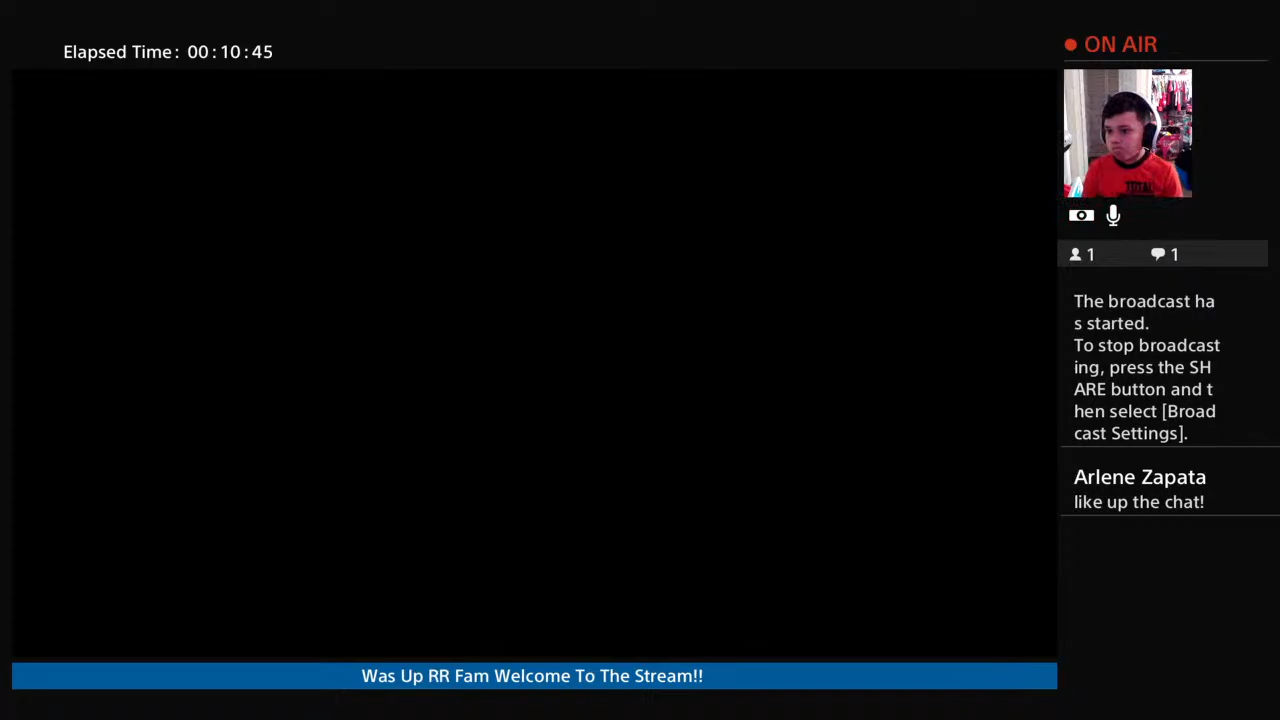 Elapsed Time: 00:10:45
ON AIR
TOTAL
1 1
The broadcast ha
s started.
To stop broadcast
ing, press the SH
ARE button and t
hen select [Broad
cast Settings].
Arlene Zapata
like up the chat!
Was Up RR Fam Welcome To The Stream!!